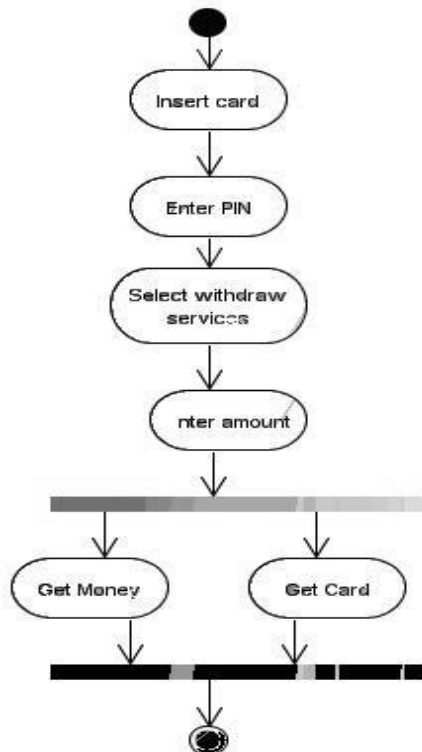 Insert card
Enter PIN
Select withdraw
services
nter amount
Get Money
Get Card